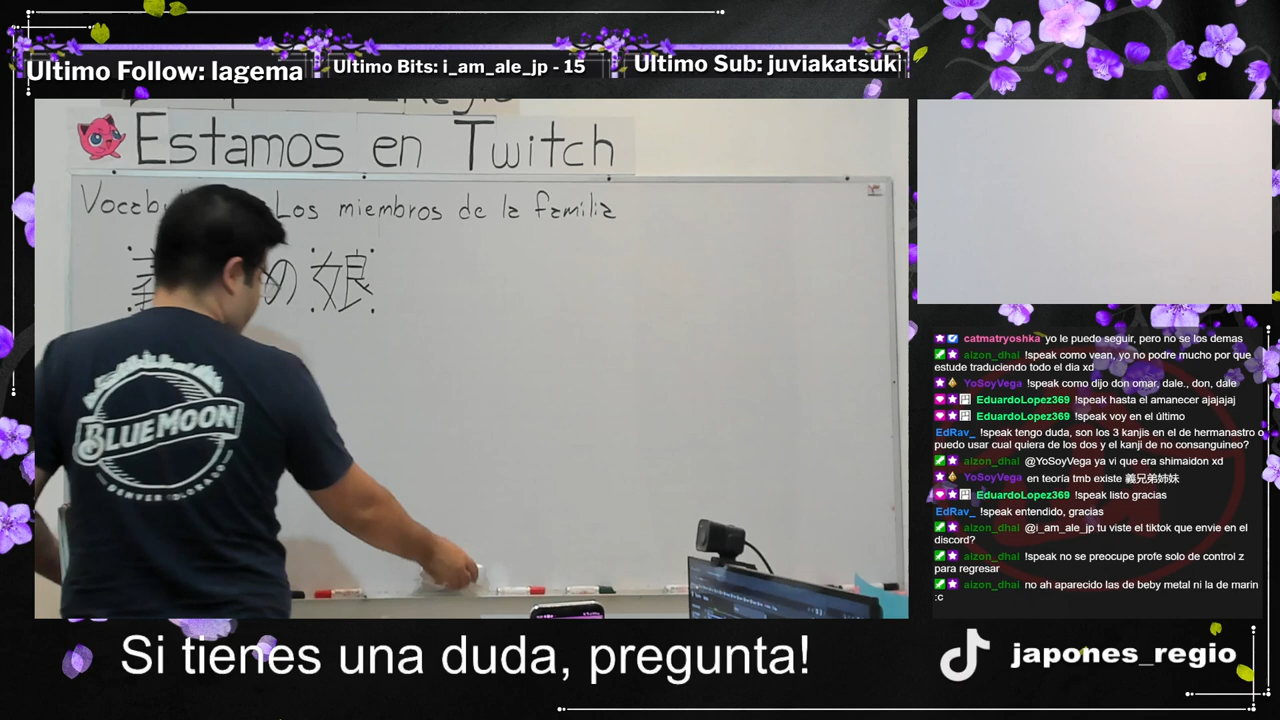 Ultimo Follow: lagema
Ultimo Bits: i_am_ale_jp - 15
Ultimo Sub: juviakatsuki
Estamos en Twitch
Los miembros de la familia
の娘
BLUE MOON
DENVER COLORADO
catmatryoshka yo le puedo seguir, pero no se los demas
aizon_dhal !speak como vean, yo no podre mucho por que
estude traduciendo todo el dia xd
YoSoyVega !speak como dijo don omar, dale., don, dale
EduardoLopez369 !speak hasta el amanecer ajajajaj
EduardoLopez369 !speak voy en el último
EdRav_ !speak tengo duda, son los 3 kanjis en el de hermanastro o
puedo usar cual quiera de los dos y el kanji de no consanguineo?
aizon_dhal @YoSoyVega ya vi que era shimaidon xd
YoSoyVega en teoría tmb existe 義兄弟姉妹
EduardoLopez369 !speak listo gracias
EdRav_ !speak entendido, gracias
aizon_dhal @i_am_ale_jp tu viste el tiktok que envie en el
discord?
aizon_dhal !speak no se preocupe profe solo de control z
para regresar
aizon_dhal no ah aparecido las de beby metal ni la de marin
:c
Si tienes una duda, pregunta!
japones_regio